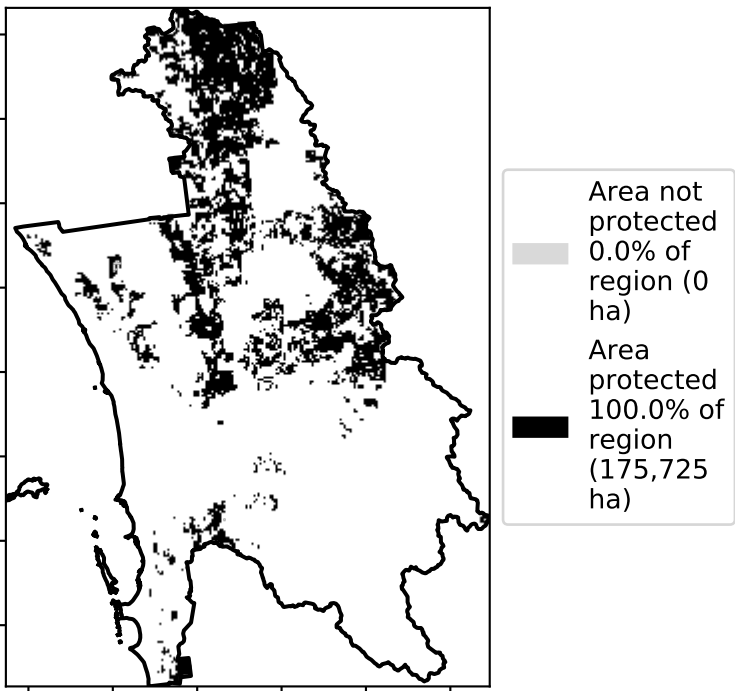 Area not
protected
0.0% of
region (0
ha)
Area
protected
100.0% of
region
(175,725
ha)